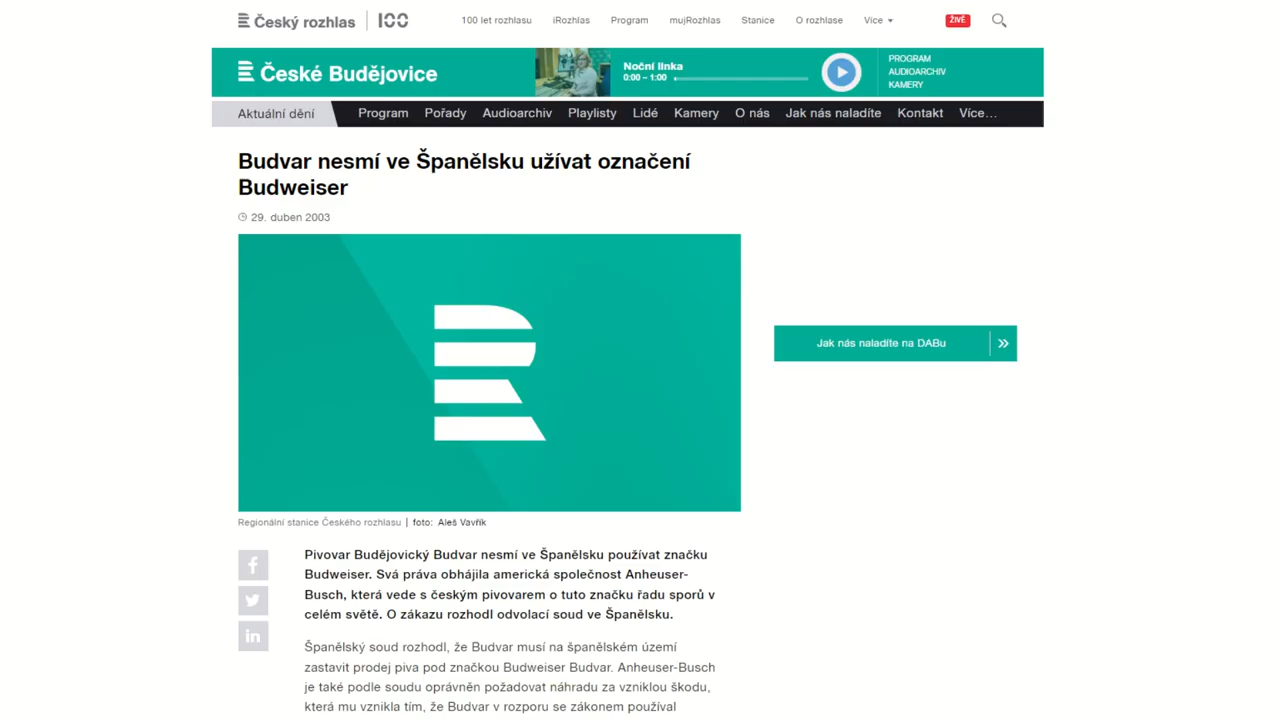 Český rozhlas 100 100 let rozhlasu iRozhlas Program mujRozhlas Stanice O rozhlase Více ŽIVĚ
České Budějovice
Noční linka
0:00 – 1:00
PROGRAM
AUDIOARCHIV
KAMERY
Aktuální dění Program Pořady Audioarchiv Playlisty Lidé Kamery O nás Jak nás naladíte Kontakt Více…
Budvar nesmí ve Španělsku užívat označení
Budweiser
29. duben 2003
Jak nás naladíte na DABu
Regionální stanice Českého rozhlasu | foto: Aleš Vavřík
Pivovar Budějovický Budvar nesmí ve Španělsku používat značku
Budweiser. Svá práva obhájila americká společnost Anheuser-
Busch, která vede s českým pivovarem o tuto značku řadu sporů v
celém světě. O zákazu rozhodl odvolací soud ve Španělsku.
Španělský soud rozhodl, že Budvar musí na španělském území
zastavit prodej piva pod značkou Budweiser Budvar. Anheuser-Busch
je také podle soudu oprávněn požadovat náhradu za vzniklou škodu,
která mu vznikla tím, že Budvar v rozporu se zákonem používal